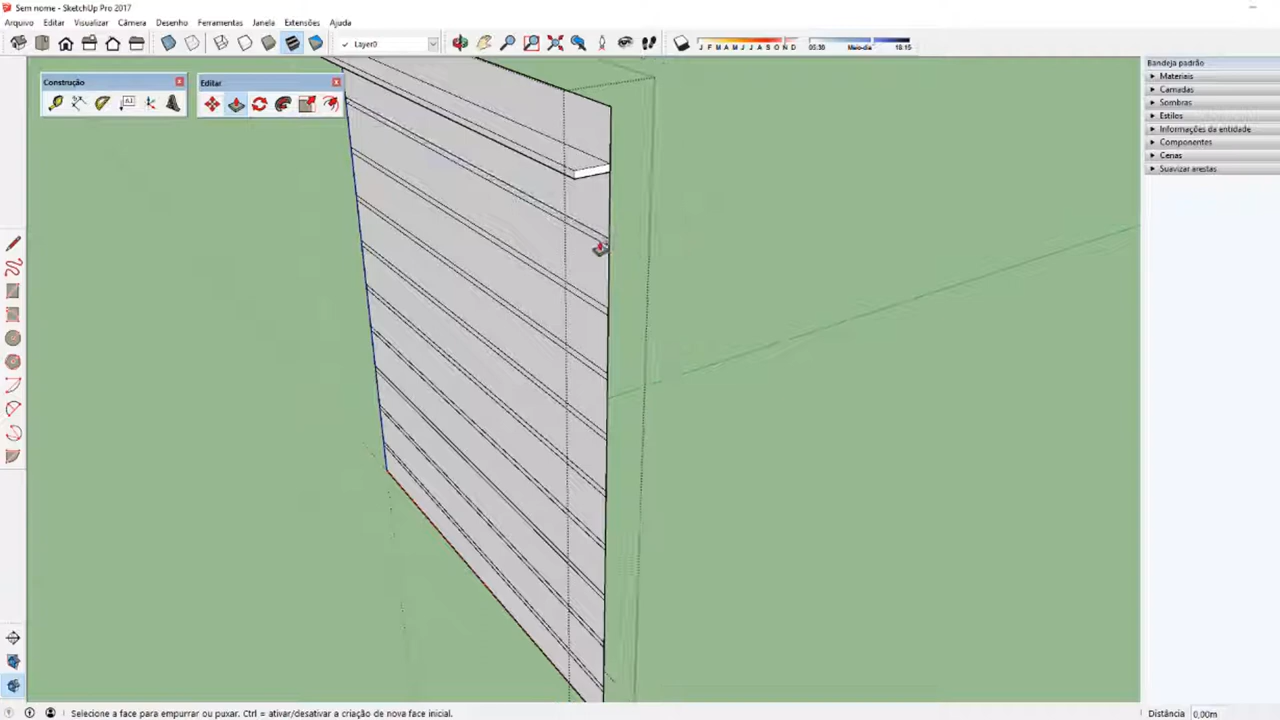 Sem nome - SketchUp Pro 2017
Arquivo Editar Visualizar Câmera Desenho Ferramentas Janela Extensões Ajuda
Layer0
J F M A M J J A S O N D
05:30 Meio-dia 18:15
Construção
Editar
A1
Bandeja padrão
Materiais
Camadas
Sombras
Estilos
Informações da entidade
Componentes
Cenas
Suavizar arestas
Selecione a face para empurrar ou puxar. Ctrl = ativar/desativar a criação de nova face inicial.
Distância 0,00m